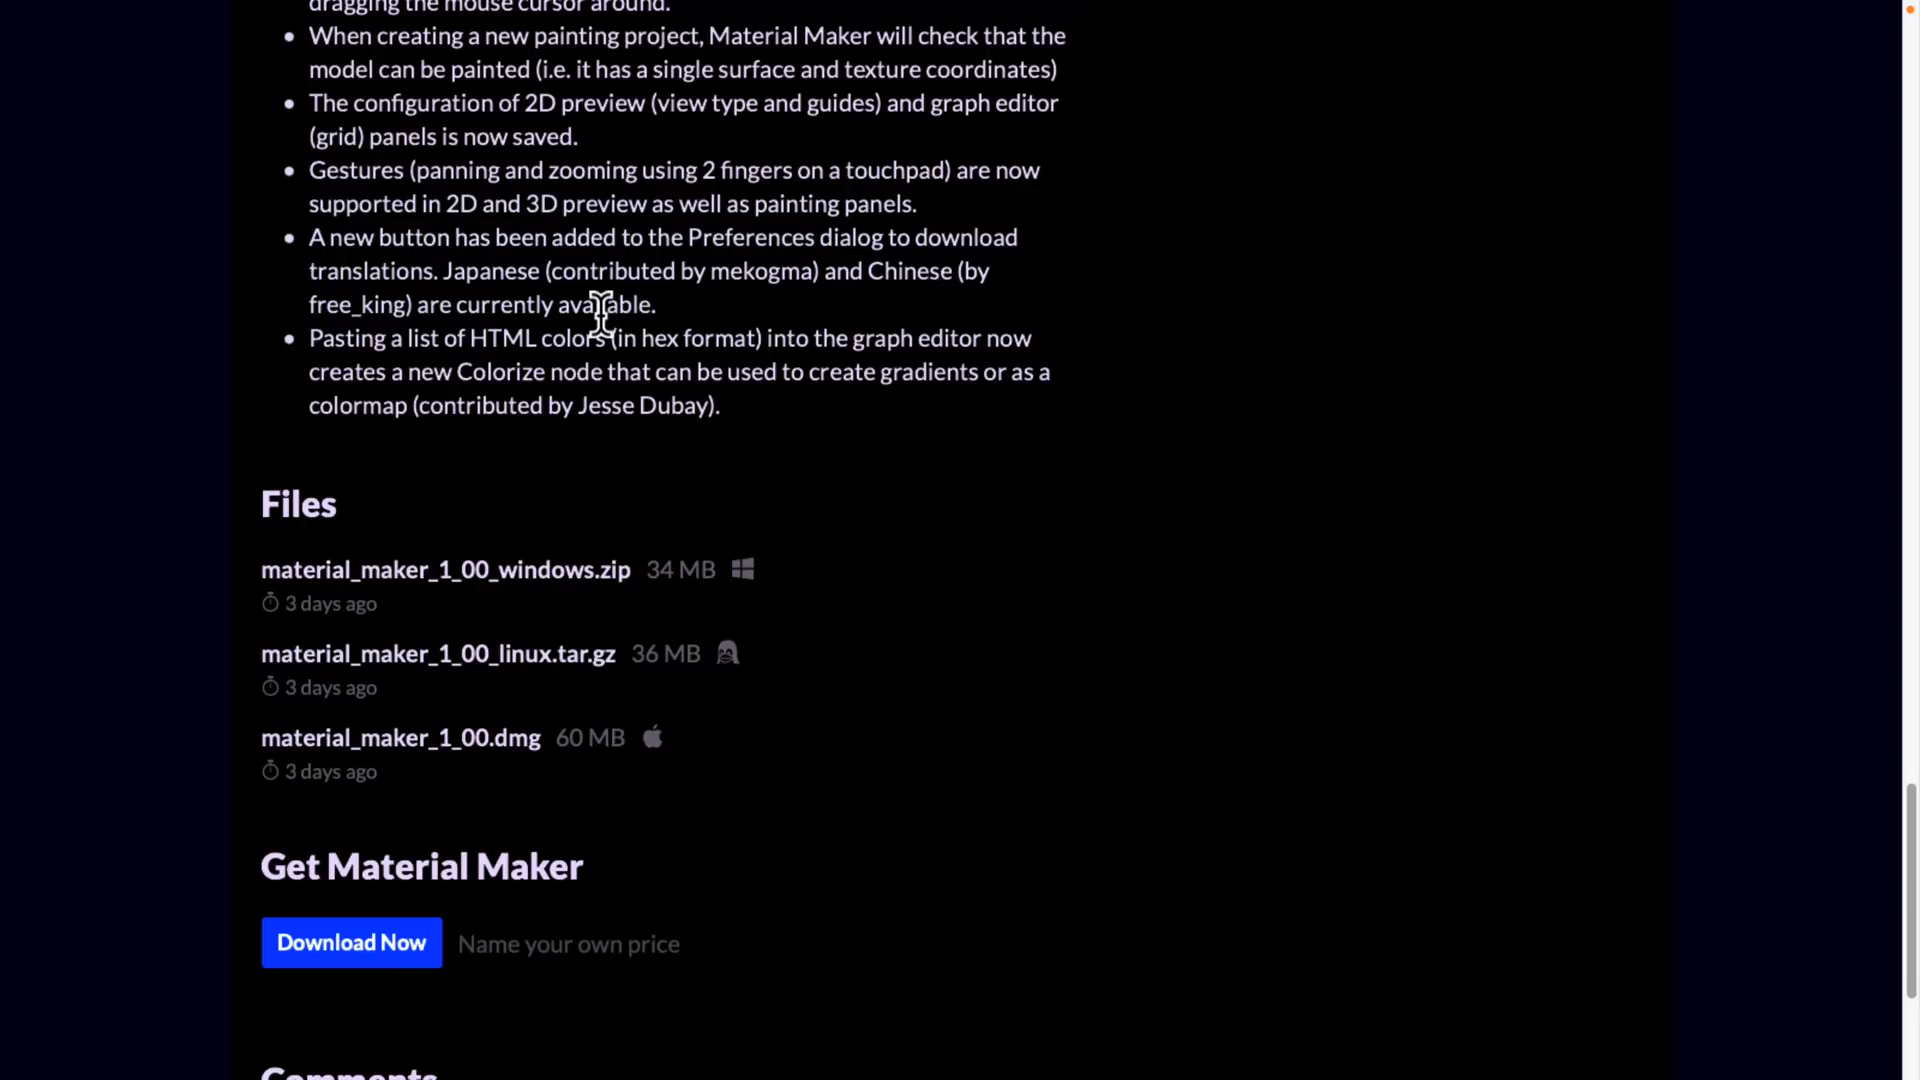 dragging the mouse cursor around.
When creating a new painting project, Material Maker will check that the
model can be painted (i.e. it has a single surface and texture coordinates)
The configuration of 2D preview (view type and guides) and graph editor
(grid) panels is now saved.
Gestures (panning and zooming using 2 fingers on a touchpad) are now
supported in 2D and 3D preview as well as painting panels.
A new button has been added to the Preferences dialog to download
translations. Japanese (contributed by mekogma) and Chinese (by
free_king) are currently available.
Pasting a list of HTML colors (in hex format) into the graph editor now
creates a new Colorize node that can be used to create gradients or as a
colormap (contributed by Jesse Dubay).
Files
material_maker_1_00_windows.zip 34 MB
3 days ago
material_maker_1_00_linux.tar.gz 36 MB
3 days ago
material_maker_1_00.dmg 60 MB
3 days ago
Get Material Maker
Download Now Name your own price
Comments